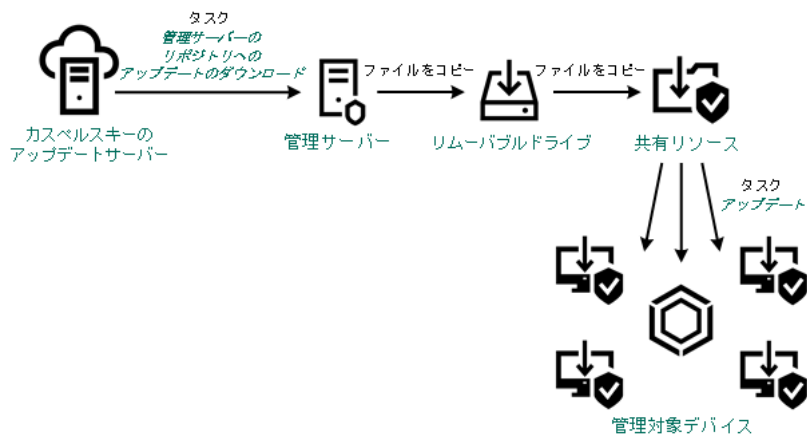 タスク
管理サーバーの
リポジトリへの
アップデートのダウンロード
ファイルをコピー
ファイルをコピー
カスペルスキーの
アップデートサーバー
管理サーバー
リムーバブルドライブ
共有リソース
タスク
アップデート
管理対象デバイス